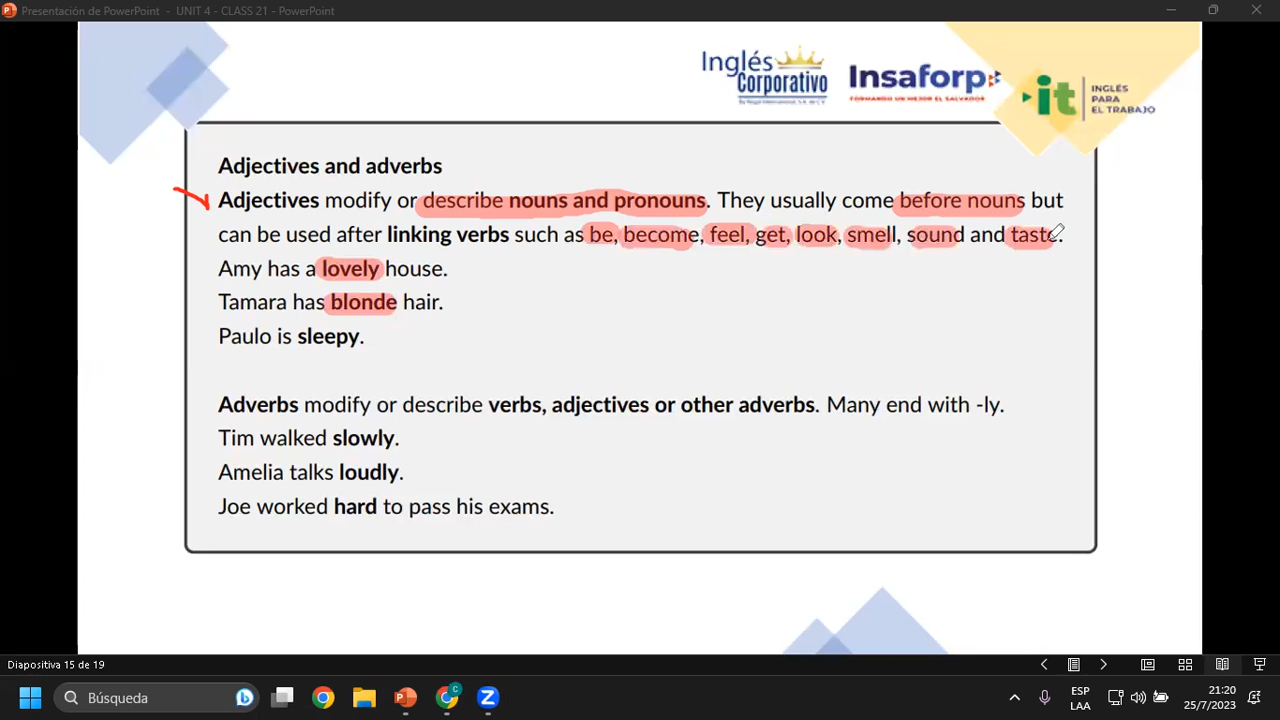 Presentación de PowerPoint - UNIT 4 - CLASS 21 - PowerPoint
Inglés
Corporativo
Insaforp
FORMANDO UN MEJOR EL SALVADOR
it
INGLÉS
PARA
EL TRABAJO
Adjectives and adverbs
Adjectives modify or describe nouns and pronouns. They usually come before nouns but
can be used after linking verbs such as be, become, feel, get, look, smell, sound and taste.
Amy has a lovely house.
Tamara has blonde hair.
Paulo is sleepy.
Adverbs modify or describe verbs, adjectives or other adverbs. Many end with -ly.
Tim walked slowly.
Amelia talks loudly.
Joe worked hard to pass his exams.
Diapositiva 15 de 19
Búsqueda
ESP
LAA
21:20
25/7/2023